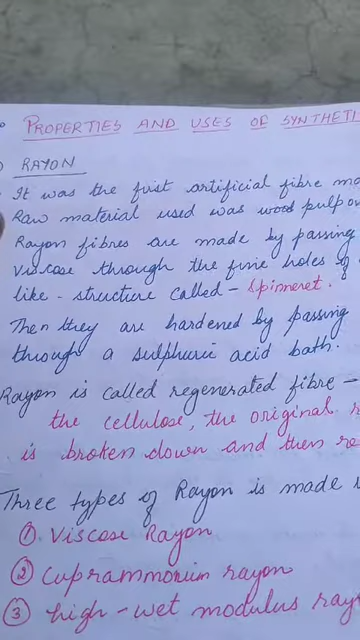 PROPERTIES AND USES OF SYNTHETI
RAYON
It was the first artificial fibre ma
Raw material used was wood pulp or
Rayon fibres are made by passing
viscose through the fine holes of a
like - structure called - Spinneret.
Then they are hardened by passing
through a sulphuric acid bath.
Rayon is called regenerated fibre -
the cellulose, the original
is broken down and then
Three types of Rayon is made
① Viscose Rayon
② Cuprammonium rayon
③ high - wet modulus ray